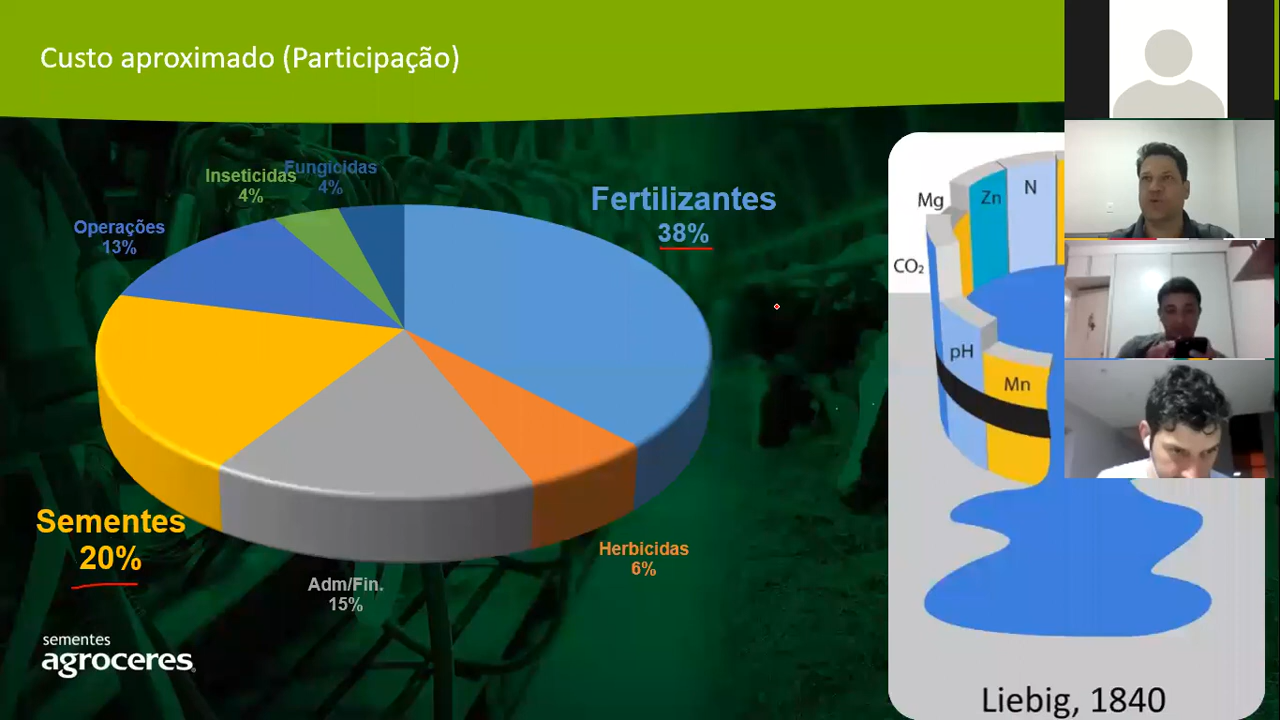 Custo aproximado (Participação)
Fungicidas
4%
Inseticidas
4%
Operações
13%
Fertilizantes
38%
Sementes
20%
Adm/Fin.
15%
Herbicidas
6%
sementes
agroceres
Mg
Zn
N
CO₂
pH
Mn
Liebig, 1840